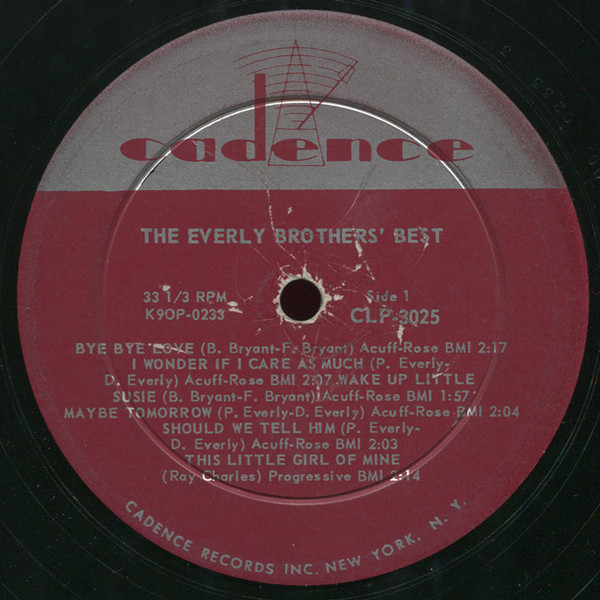 cadence
THE EVERLY BROTHERS' BEST
33 1/3 RPM
Side 1
K9OP-0233
CLP-3025
BYE BYE LOVE (B. Bryant-F. Bryant) Acuff-Rose BMI 2:17
I WONDER IF I CARE AS MUCH (P. Everly-
D. Everly) Acuff-Rose BMI 2:07 WAKE UP LITTLE
SUSIE (B. Bryant-F. Bryant) Acuff-Rose BMI 1:57
MAYBE TOMORROW (P. Everly-D. Everly) Acuff-Rose BMI 2:04
SHOULD WE TELL HIM (P. Everly-
D. Everly) Acuff-Rose BMI 2:03
THIS LITTLE GIRL OF MINE
(Ray Charles) Progressive BMI 2:14
CADENCE RECORDS INC. NEW YORK, N. Y.